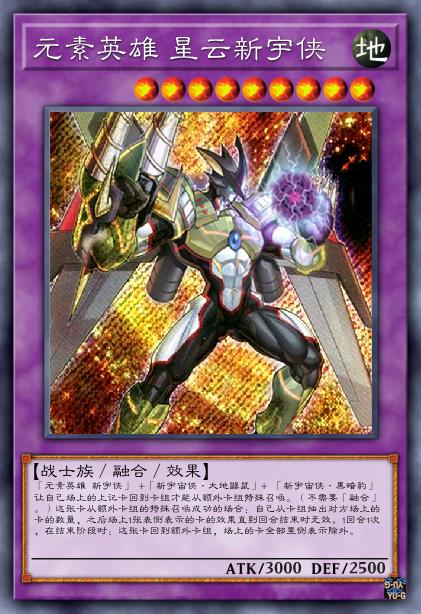 元素英雄 星云新宇侠
地
【战士族/融合/效果】
「元素英雄 新宇侠」+「新宇宙侠·大地鼹鼠」+「新宇宙侠·黑暗豹」
让自己场上的上记卡回到卡组才能从额外卡组特殊召唤。(不需要「融合」
。)这张卡从额外卡组的特殊召唤成功的场合:自己从卡组抽出对方场上的
卡的数量,之后场上1张表侧表示的卡的效果直到回合结束时无效。1回合1次
,在结束阶段时:这张卡回到额外卡组,场上的卡全部里侧表示除外。
ATK/3000 DEF/2500